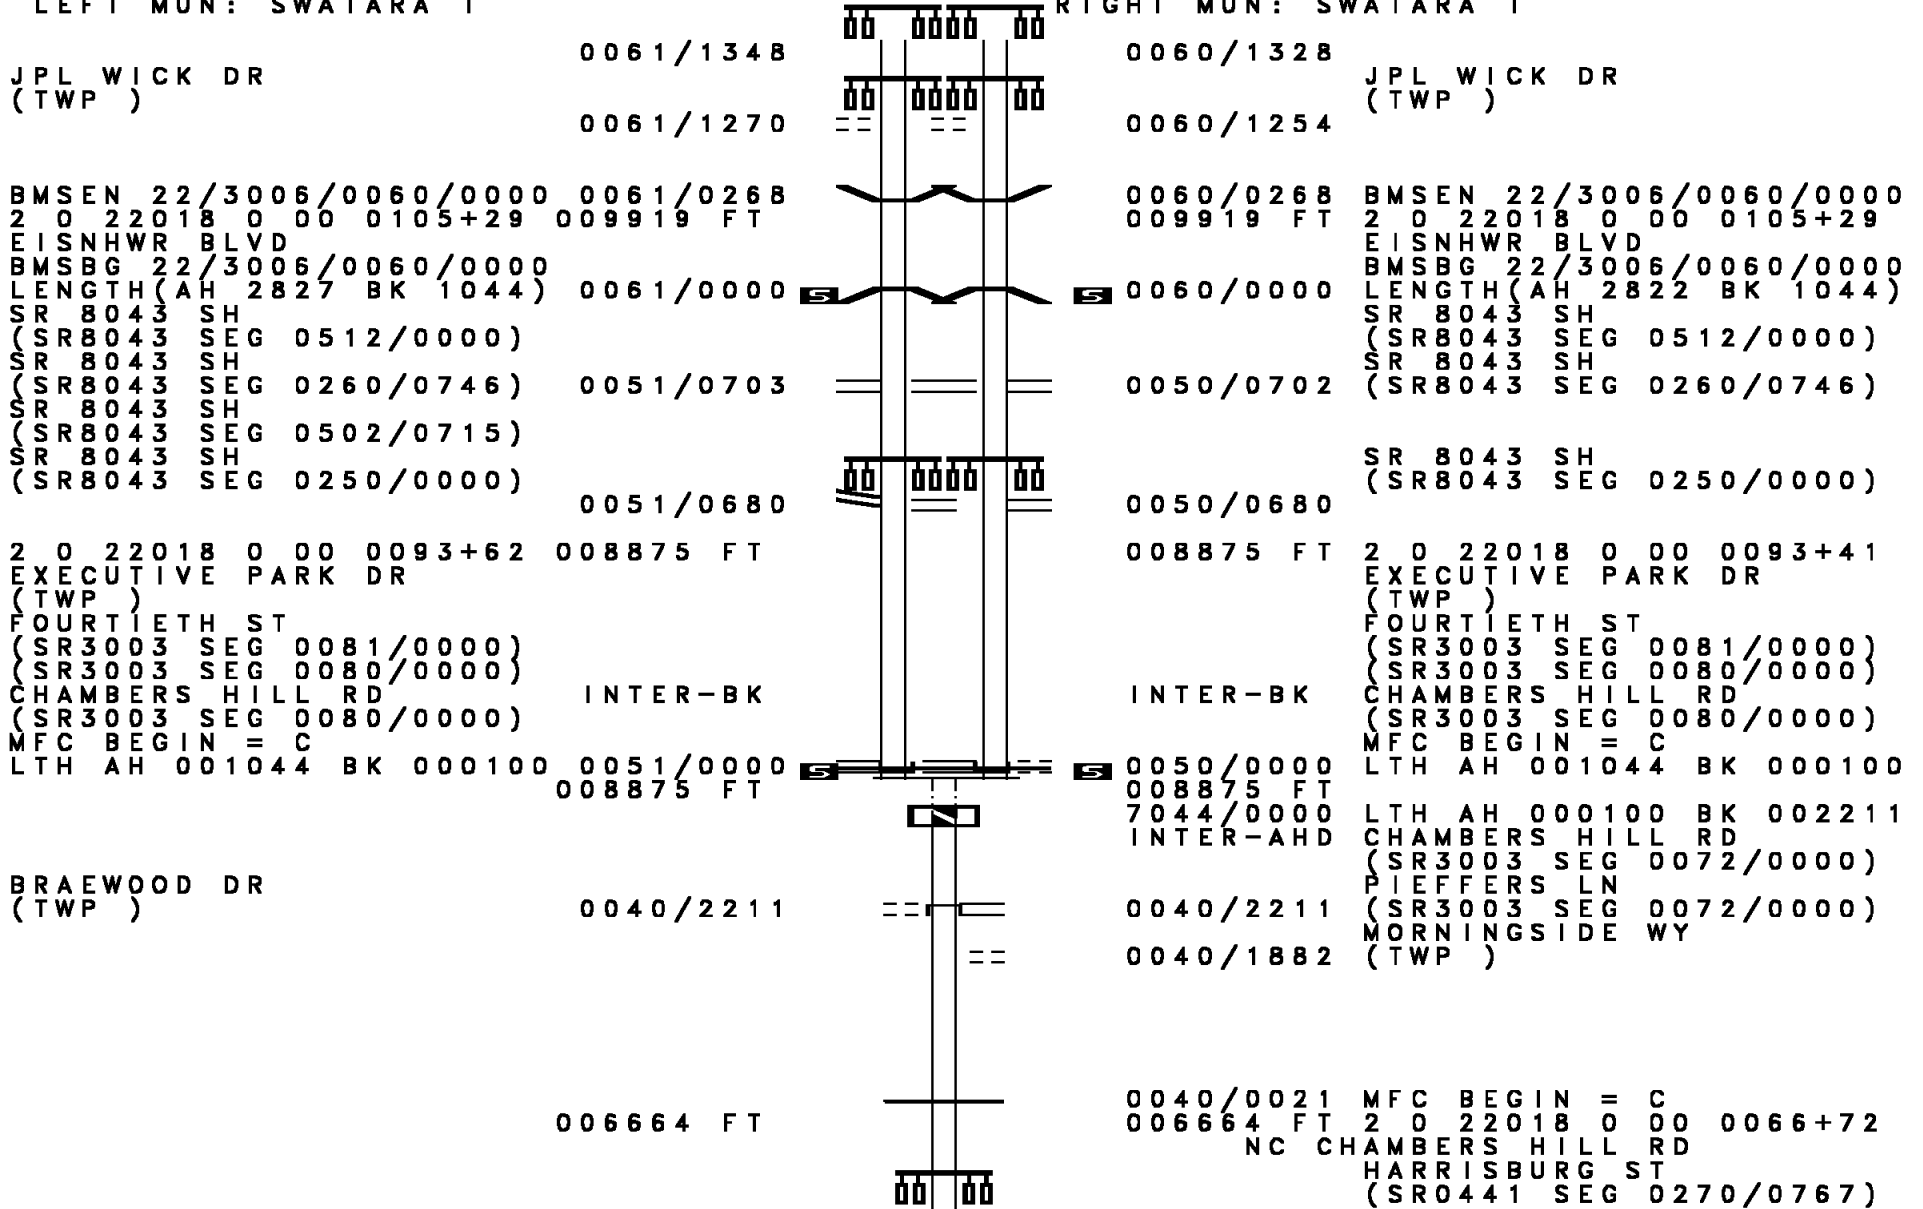 LEFT MUN: SWATARA T RIGHT MUN: SWATARA T
0061/1348 0060/1328
JPL WICK DR JPL WICK DR
(TWP ) (TWP )
0061/1270 0060/1254
BMSEN 22/3006/0060/0000 0061/0268 0060/0268 BMSEN 22/3006/0060/0000
2 0 22018 0 00 0105+29 009919 FT 009919 FT 2 0 22018 0 00 0105+29
EISNHWR BLVD EISNHWR BLVD
BMSBG 22/3006/0060/0000 BMSBG 22/3006/0060/0000
LENGTH(AH 2827 BK 1044) 0061/0000 S S 0060/0000 LENGTH(AH 2822 BK 1044)
SR 8043 SH SR 8043 SH
(SR8043 SEG 0512/0000) (SR8043 SEG 0512/0000)
SR 8043 SH SR 8043 SH
(SR8043 SEG 0260/0746) 0051/0703 0050/0702 (SR8043 SEG 0260/0746)
SR 8043 SH
(SR8043 SEG 0502/0715)
SR 8043 SH SR 8043 SH
(SR8043 SEG 0250/0000) (SR8043 SEG 0250/0000)
0051/0680 0050/0680
2 0 22018 0 00 0093+62 008875 FT 008875 FT 2 0 22018 0 00 0093+41
EXECUTIVE PARK DR EXECUTIVE PARK DR
(TWP ) (TWP )
FOURTIETH ST FOURTIETH ST
(SR3003 SEG 0081/0000) (SR3003 SEG 0081/0000)
(SR3003 SEG 0080/0000) (SR3003 SEG 0080/0000)
CHAMBERS HILL RD INTER-BK INTER-BK CHAMBERS HILL RD
(SR3003 SEG 0080/0000) (SR3003 SEG 0080/0000)
MFC BEGIN = C MFC BEGIN = C
LTH AH 001044 BK 000100 0051/0000 S S 0050/0000 LTH AH 001044 BK 000100
008875 FT 008875 FT
7044/0000 LTH AH 000100 BK 002211
INTER-AHD CHAMBERS HILL RD
(SR3003 SEG 0072/0000)
BRAEWOOD DR PIEFFERS LN
(TWP ) 0040/2211 0040/2211 (SR3003 SEG 0072/0000)
MORNINGSIDE WY
0040/1882 (TWP )
0040/0021 MFC BEGIN = C
006664 FT 006664 FT 2 0 22018 0 00 0066+72
NC CHAMBERS HILL RD
HARRISBURG ST
(SR0441 SEG 0270/0767)